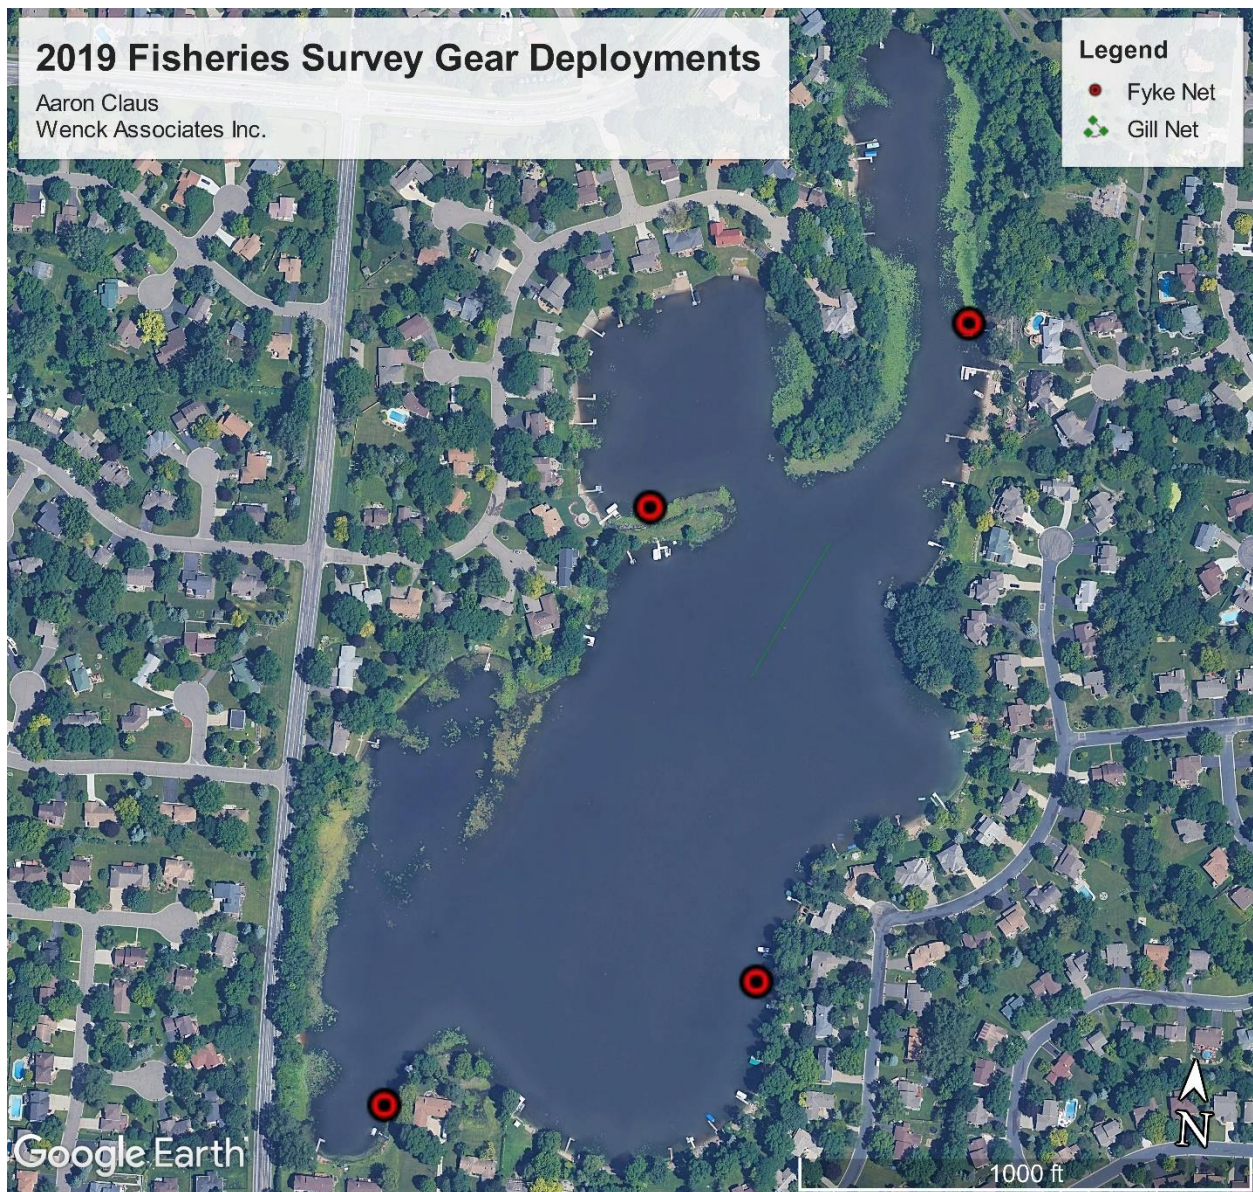 2019 Fisheries Survey Gear Deployments
Aaron Claus
Wenck Associates Inc.
Legend
Fyke Net
Gill Net
Google Earth
N
1000 ft